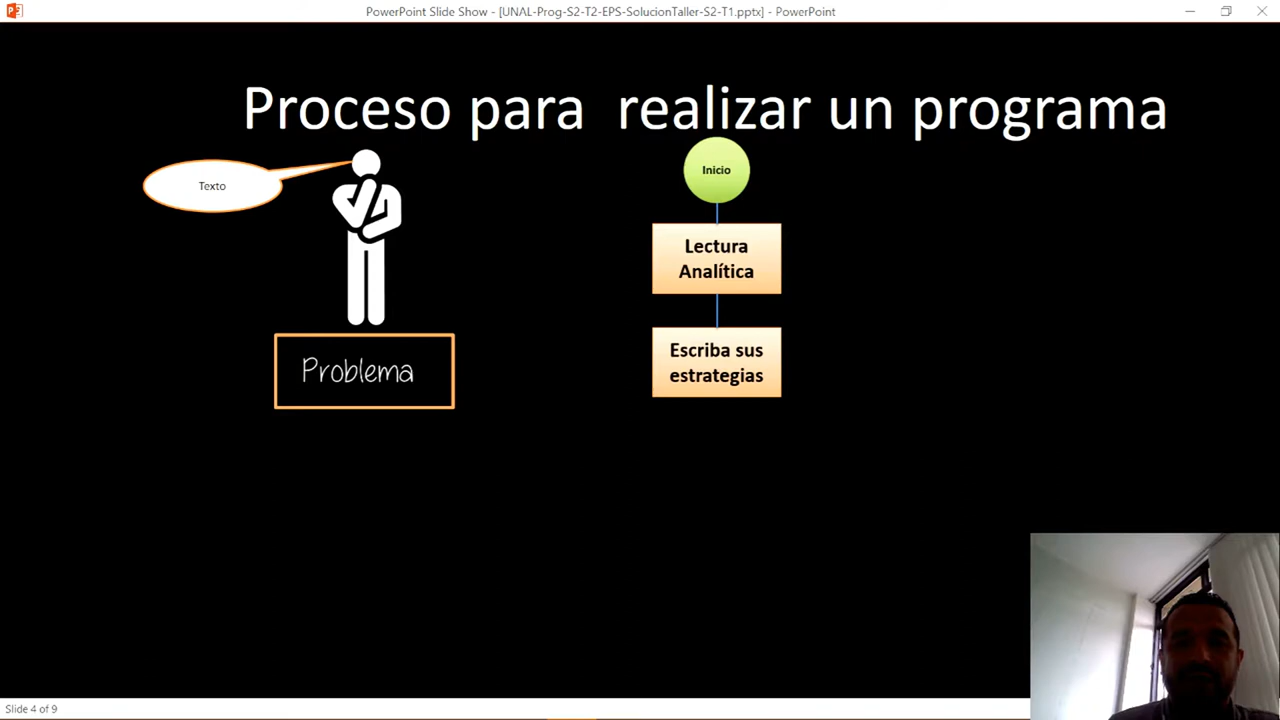 PowerPoint Slide Show - [UNAL-Prog-S2-T2-EPS-SolucionTaller-S2-T1.pptx] - PowerPoint
Proceso para realizar un programa
Texto
Problema
Inicio
Lectura
Analítica
Escriba sus
estrategias
Slide 4 of 9